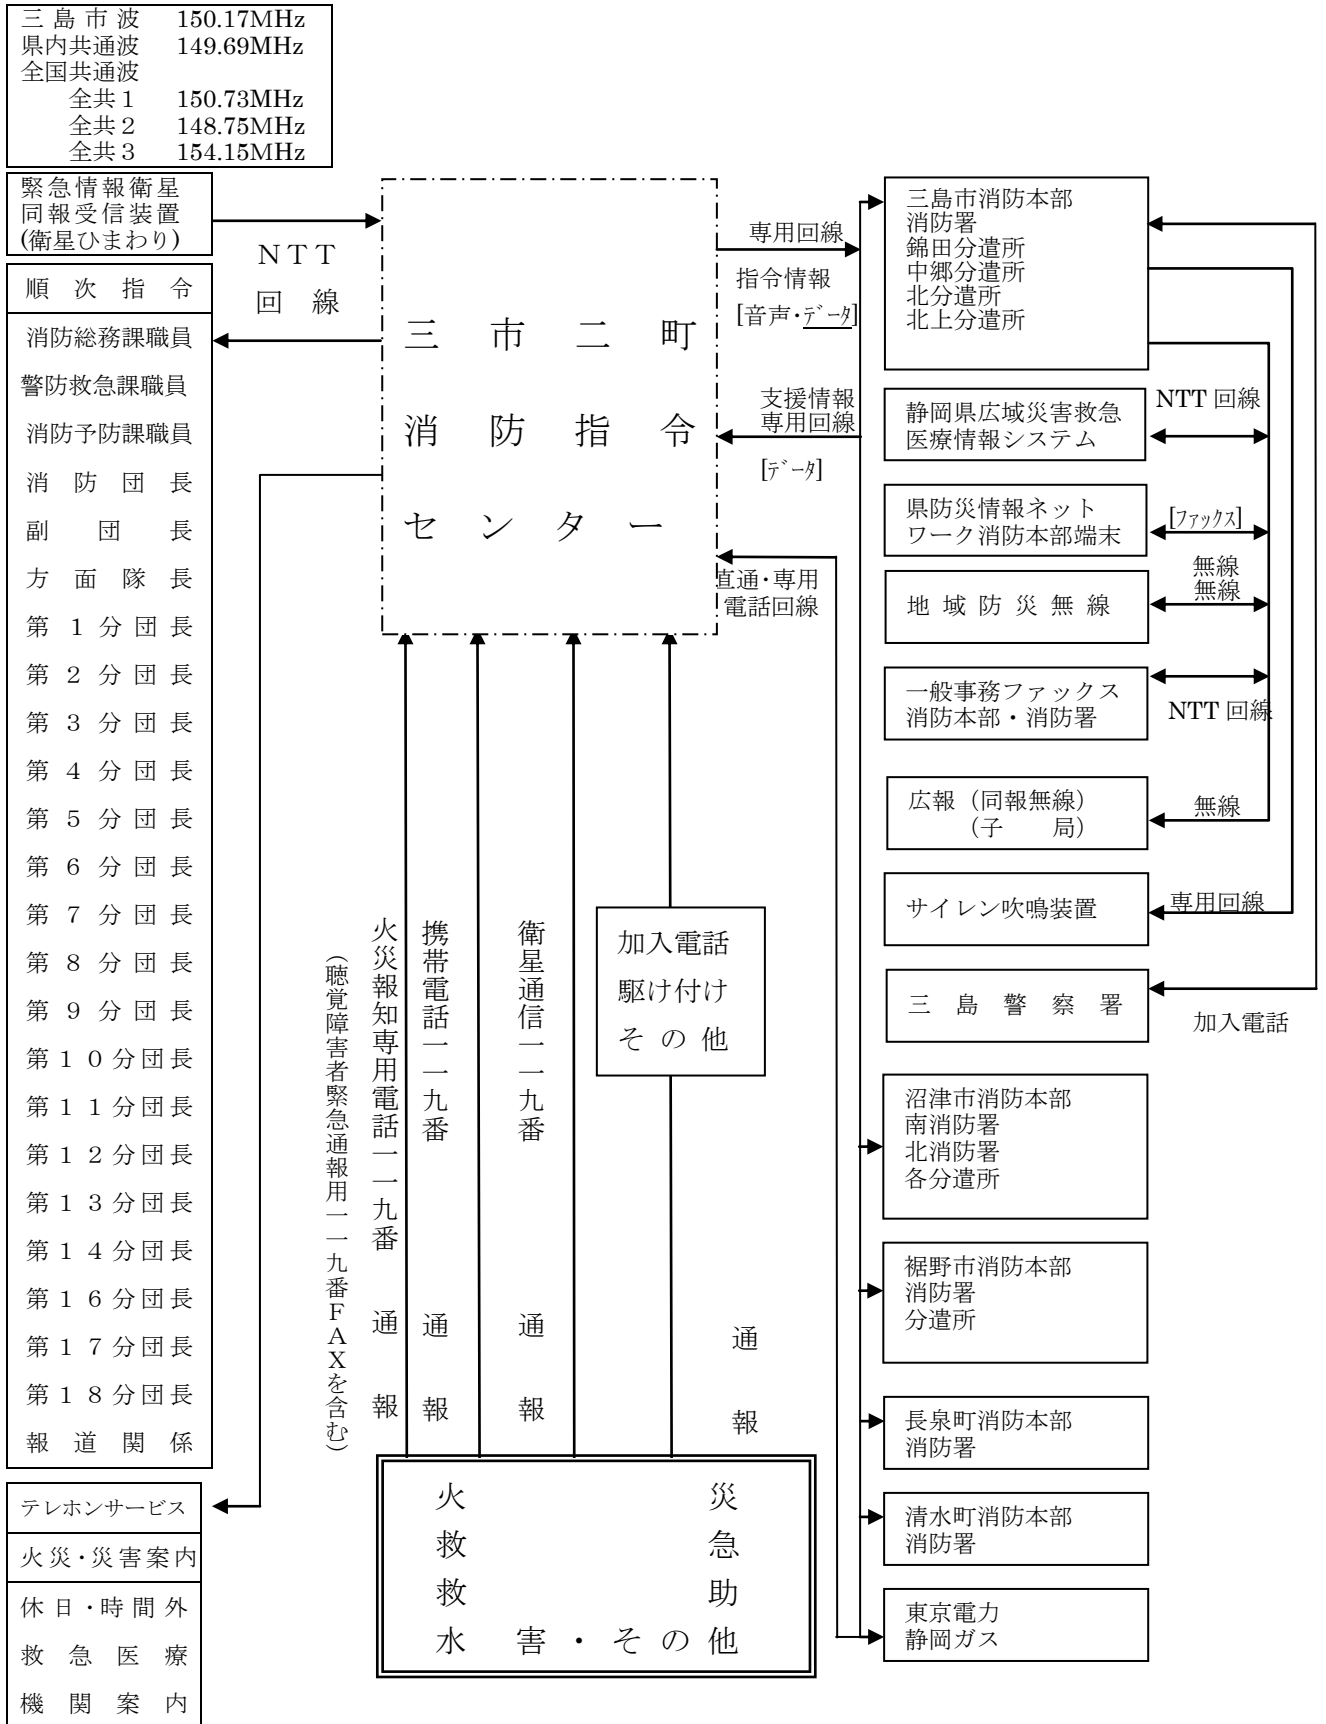 三島市波 150.17MHz
県内共通波 149.69MHz
全国共通波
全共１ 150.73MHz
全共２ 148.75MHz
全共３ 154.15MHz
緊急情報衛星
同報受信装置
(衛星ひまわり)
順次指令
消防総務課職員
警防救急課職員
消防予防課職員
消防団長
副団長
方面隊長
第１分団長
第２分団長
第３分団長
第４分団長
第５分団長
第６分団長
第７分団長
第８分団長
第９分団長
第１０分団長
第１１分団長
第１２分団長
第１３分団長
第１４分団長
第１６分団長
第１７分団長
第１８分団長
報道関係
テレホンサービス
火災・災害案内
休日・時間外
救急医療
機関案内
ＮＴＴ
回線
三市二町
消防指令
センター
専用回線
指令情報
[音声・ﾃﾞｰﾀ]
支援情報
専用回線
[ﾃﾞｰﾀ]
直通・専用
電話回線
火災報知専用電話一一九番 通報
(聴覚障害者緊急通報用一一九番ＦＡＸを含む)
携帯電話一一九番 通報
衛星通信一一九番 通報
加入電話
駆け付け
その他
通報
火災
救急
救助
水害・その他
三島市消防本部
消防署
錦田分遣所
中郷分遣所
北分遣所
北上分遣所
静岡県広域災害救急
医療情報システム
NTT 回線
県防災情報ネット
ワーク消防本部端末
[ﾌｧｯｸｽ]
無線
無線
地域防災無線
一般事務ファックス
消防本部・消防署
NTT 回線
広報（同報無線）
（子　局）
無線
サイレン吹鳴装置
専用回線
三島警察署
加入電話
沼津市消防本部
南消防署
北消防署
各分遣所
裾野市消防本部
消防署
分遣所
長泉町消防本部
消防署
清水町消防本部
消防署
東京電力
静岡ガス